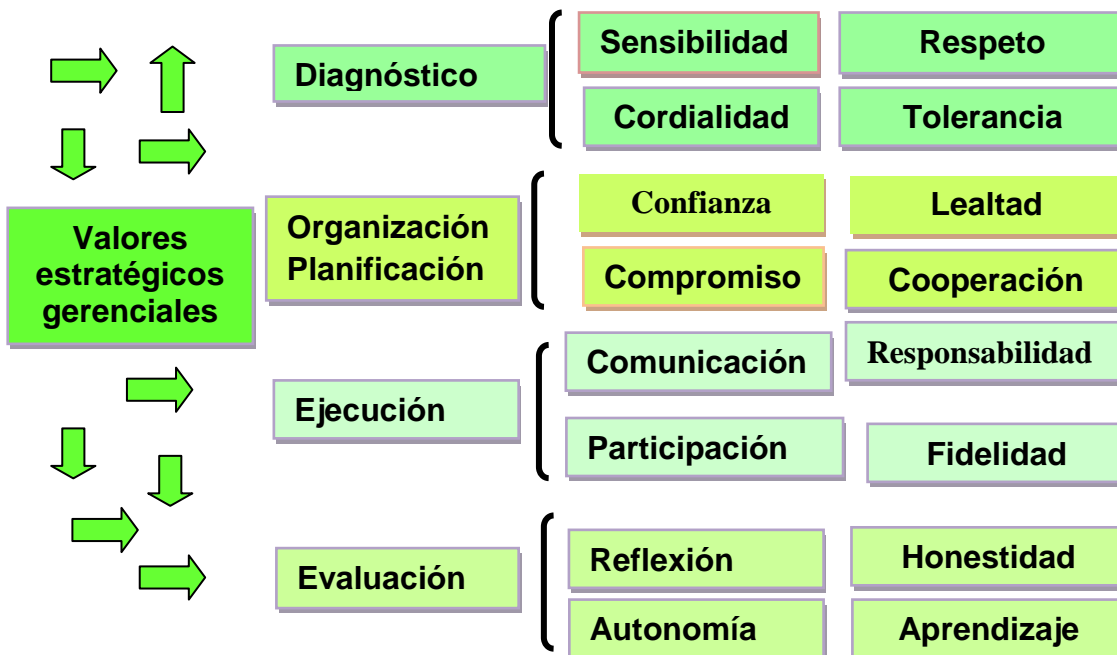 Valores
estratégicos
gerenciales
Diagnóstico
Sensibilidad
Respeto
Cordialidad
Tolerancia
Organización
Planificación
Confianza
Lealtad
Compromiso
Cooperación
Ejecución
Comunicación
Responsabilidad
Participación
Fidelidad
Evaluación
Reflexión
Honestidad
Autonomía
Aprendizaje